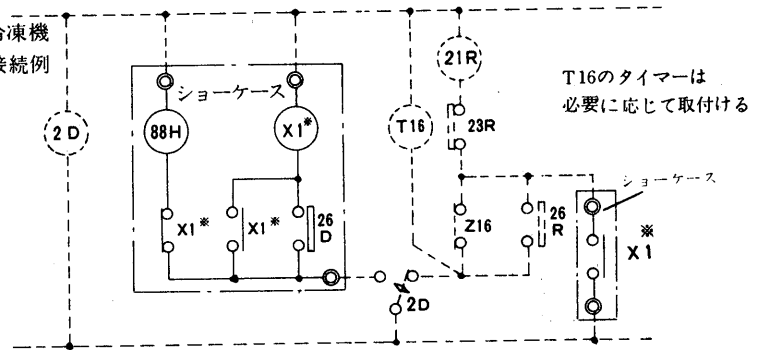 冷凍機
接続例
ショーケース
2D
88H
X1※
T16
21R
23R
T16のタイマーは
必要に応じて取付ける
ショーケース
X1※
X1※
26
D
Z16
26
R
※
X1
2D